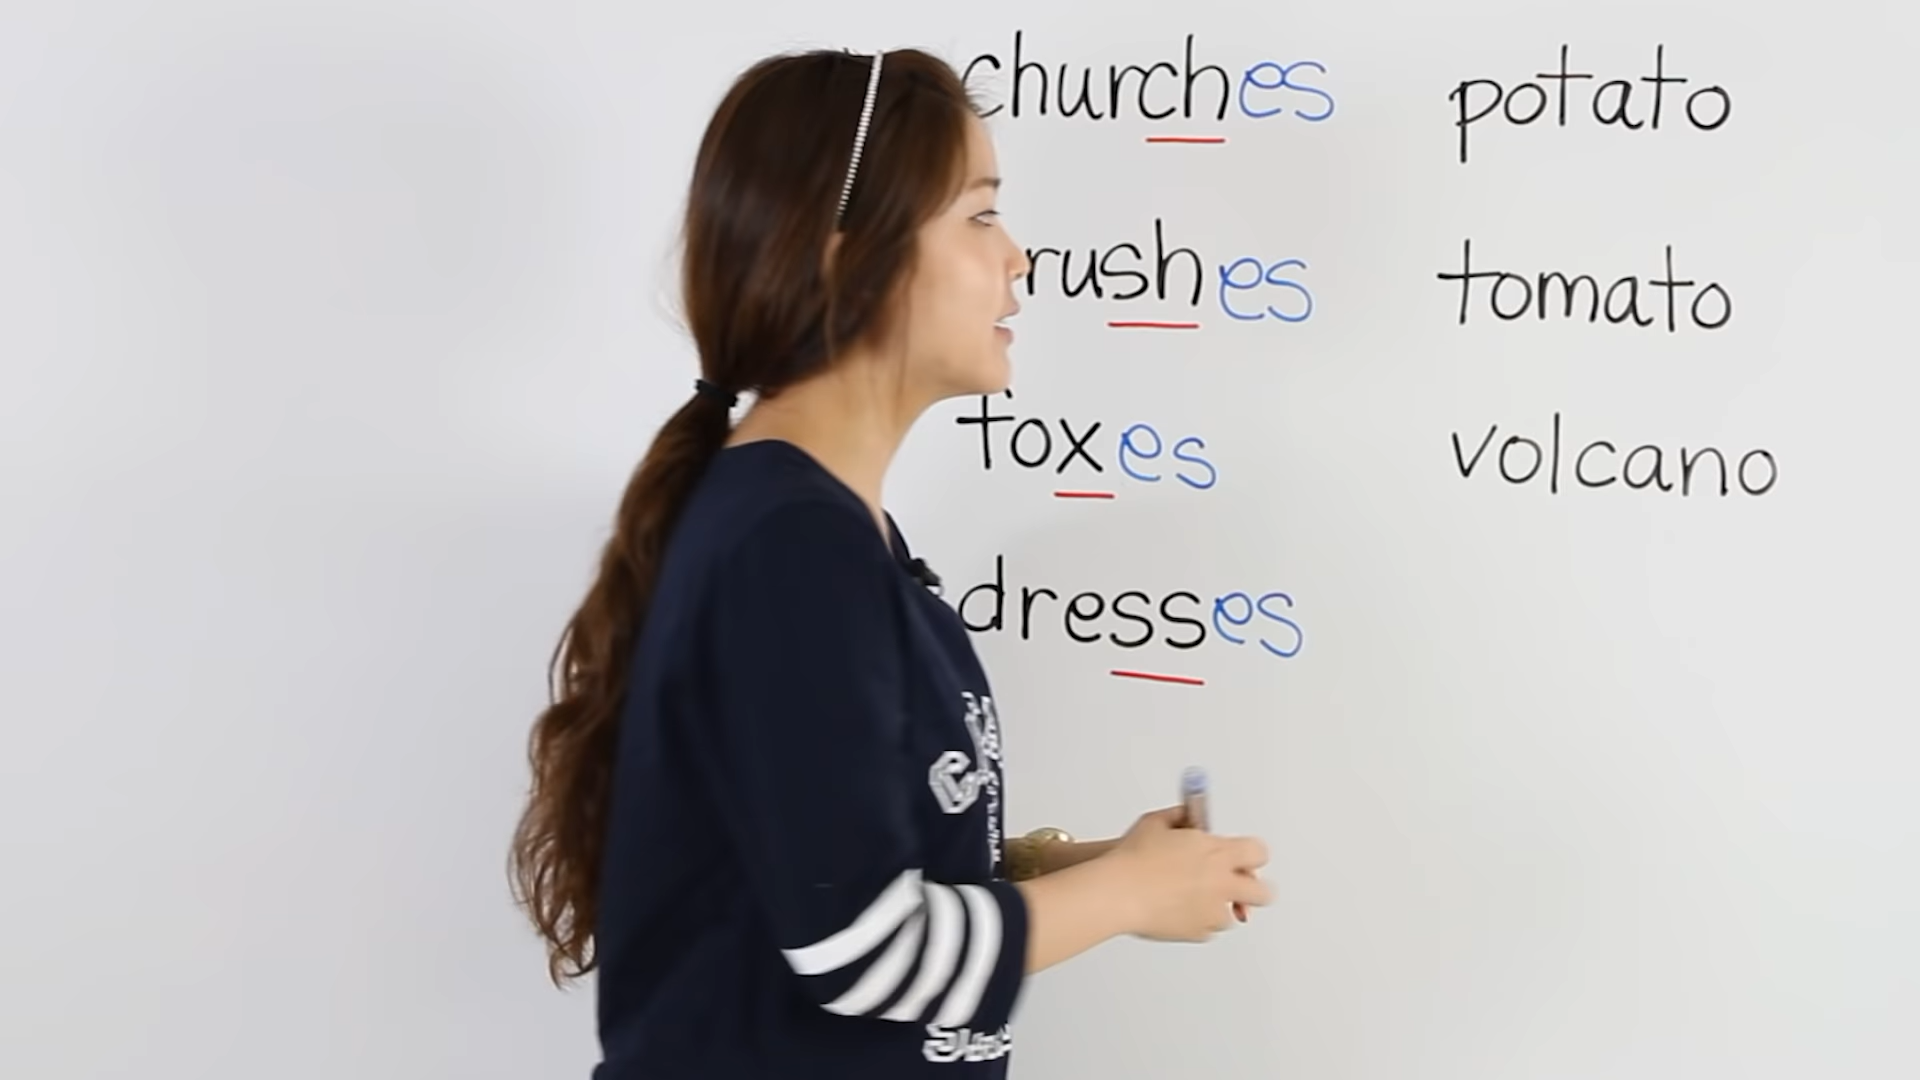 churches potato
rushes tomato
foxes volcano
dresses